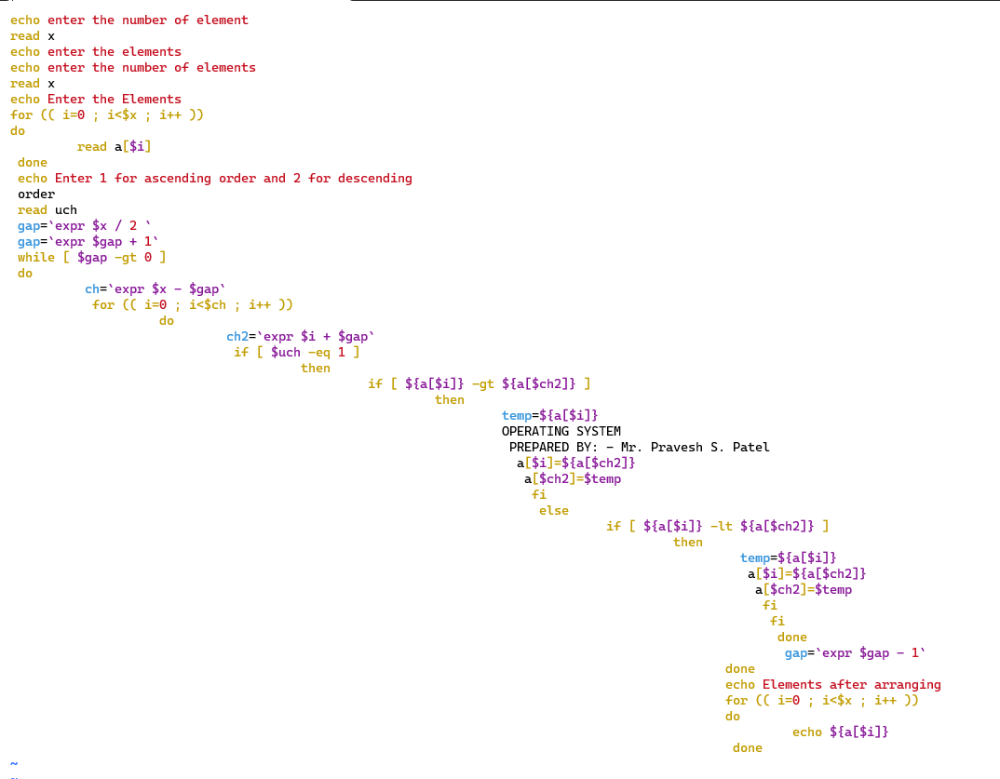 echo enter the number of element
read x
echo enter the elements
echo enter the number of elements
read x
echo Enter the Elements
for (( i=0 ; i<$x ; i++ ))
do
read a[$i]
done
echo Enter 1 for ascending order and 2 for descending
order
read uch
gap=`expr $x / 2 `
gap=`expr $gap + 1`
while [ $gap -gt 0 ]
do
ch=`expr $x - $gap`
for (( i=0 ; i<$ch ; i++ ))
do
ch2=`expr $i + $gap`
if [ $uch -eq 1 ]
then
if [ ${a[$i]} -gt ${a[$ch2]} ]
then
temp=${a[$i]}
OPERATING SYSTEM
PREPARED BY: - Mr. Pravesh S. Patel
a[$i]=${a[$ch2]}
a[$ch2]=$temp
fi
else
if [ ${a[$i]} -lt ${a[$ch2]} ]
then
temp=${a[$i]}
a[$i]=${a[$ch2]}
a[$ch2]=$temp
fi
fi
done
gap=`expr $gap - 1`
done
echo Elements after arranging
for (( i=0 ; i<$x ; i++ ))
do
echo ${a[$i]}
done
~
~